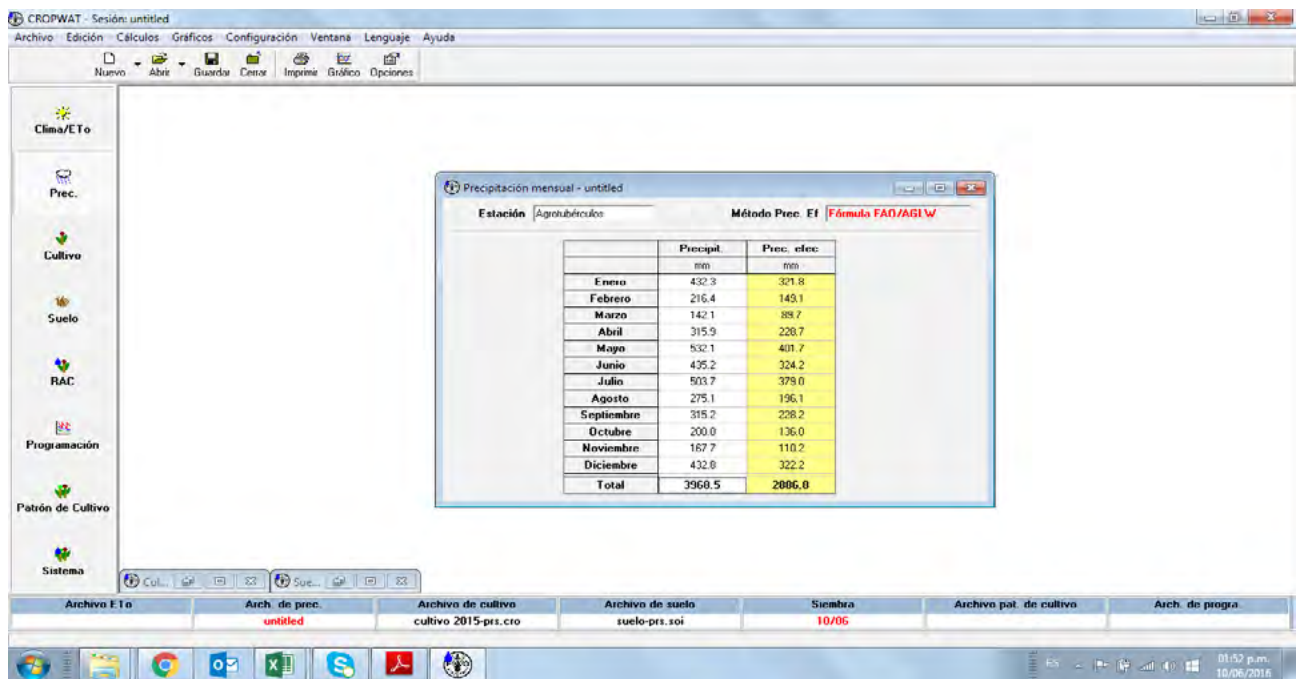 CROPWAT - Sesión: untitled
Archivo Edición Cálculos Gráficos Configuración Ventana Lenguaje Ayuda
Nuevo Abrir Guardar Cerrar Imprimir Gráfico Opciones
Clima/ETo
Prec.
Cultivo
Suelo
RAC
Programación
Patrón de Cultivo
Sistema
Precipitación mensual - untitled
Estación Agrotubérculos Método Prec. Ef Fórmula FAO/AGLW
Precipit. Prec. efec
mm mm
Enero 432.3 321.8
Febrero 216.4 149.1
Marzo 142.1 89.7
Abril 315.9 228.7
Mayo 532.1 401.7
Junio 435.2 324.2
Julio 503.7 379.0
Agosto 275.1 196.1
Septiembre 315.2 228.2
Octubre 200.0 136.0
Noviembre 167.7 110.2
Diciembre 432.8 322.2
Total 3968.5 2886.8
Cul... Sue...
Archivo ETo Arch. de prec. Archivo de cultivo Archivo de suelo Siembra Archivo pat. de cultivo Arch. de progra.
untitled cultivo 2015-prs.cro suelo-prs.soi 10/06
ES 01:52 p.m.
10/06/2016